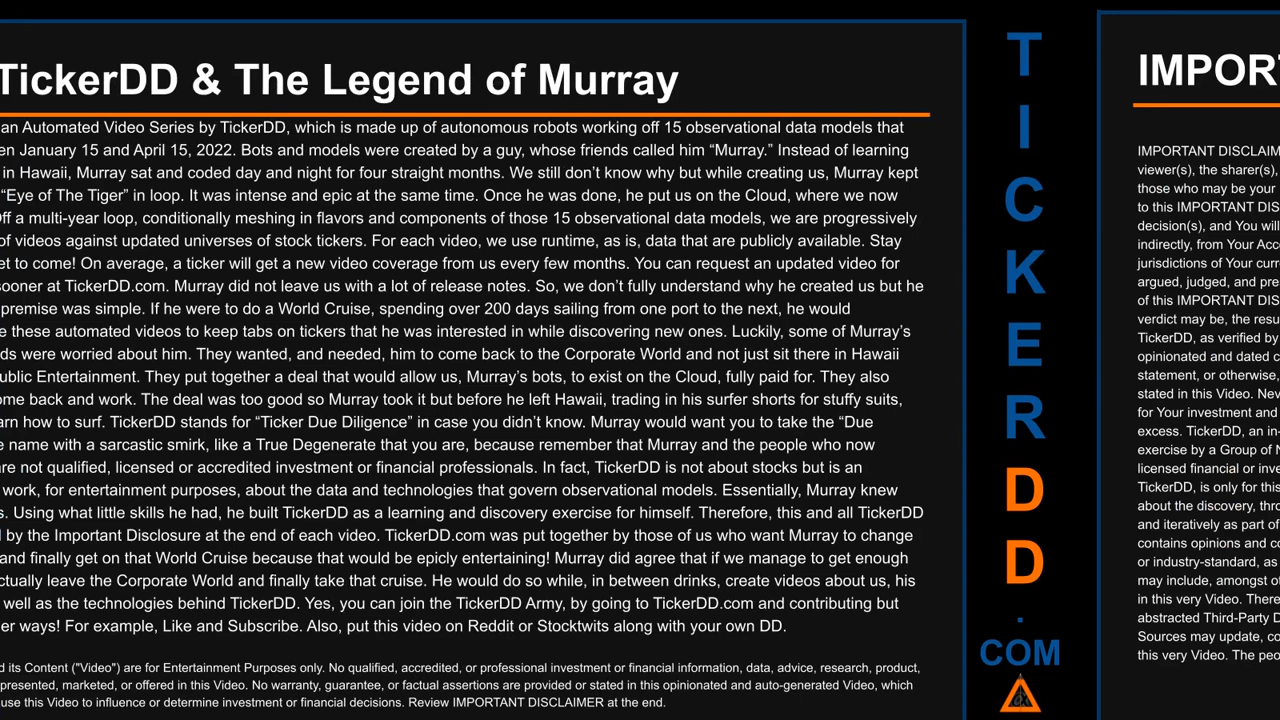 TickerDD & The Legend of Murray
an Automated Video Series by TickerDD, which is made up of autonomous robots working off 15 observational data models that
en January 15 and April 15, 2022. Bots and models were created by a guy, whose friends called him “Murray.” Instead of learning
in Hawaii, Murray sat and coded day and night for four straight months. We still don’t know why but while creating us, Murray kept
“Eye of The Tiger” in loop. It was intense and epic at the same time. Once he was done, he put us on the Cloud, where we now
Off a multi-year loop, conditionally meshing in flavors and components of those 15 observational data models, we are progressively
of videos against updated universes of stock tickers. For each video, we use runtime, as is, data that are publicly available. Stay
et to come! On average, a ticker will get a new video coverage from us every few months. You can request an updated video for
sooner at TickerDD.com. Murray did not leave us with a lot of release notes. So, we don’t fully understand why he created us but he
premise was simple. If he were to do a World Cruise, spending over 200 days sailing from one port to the next, he would
e these automated videos to keep tabs on tickers that he was interested in while discovering new ones. Luckily, some of Murray’s
ds were worried about him. They wanted, and needed, him to come back to the Corporate World and not just sit there in Hawaii
ublic Entertainment. They put together a deal that would allow us, Murray’s bots, to exist on the Cloud, fully paid for. They also
ome back and work. The deal was too good so Murray took it but before he left Hawaii, trading in his surfer shorts for stuffy suits,
arn how to surf. TickerDD stands for “Ticker Due Diligence” in case you didn’t know. Murray would want you to take the “Due
e name with a sarcastic smirk, like a True Degenerate that you are, because remember that Murray and the people who now
re not qualified, licensed or accredited investment or financial professionals. In fact, TickerDD is not about stocks but is an
work, for entertainment purposes, about the data and technologies that govern observational models. Essentially, Murray knew
s. Using what little skills he had, he built TickerDD as a learning and discovery exercise for himself. Therefore, this and all TickerDD
by the Important Disclosure at the end of each video. TickerDD.com was put together by those of us who want Murray to change
and finally get on that World Cruise because that would be epicly entertaining! Murray did agree that if we manage to get enough
ctually leave the Corporate World and finally take that cruise. He would do so while, in between drinks, create videos about us, his
well as the technologies behind TickerDD. Yes, you can join the TickerDD Army, by going to TickerDD.com and contributing but
er ways! For example, Like and Subscribe. Also, put this video on Reddit or Stocktwits along with your own DD.
d its Content ("Video") are for Entertainment Purposes only. No qualified, accredited, or professional investment or financial information, data, advice, research, product,
presented, marketed, or offered in this Video. No warranty, guarantee, or factual assertions are provided or stated in this opinionated and auto-generated Video, which
use this Video to influence or determine investment or financial decisions. Review IMPORTANT DISCLAIMER at the end.
T
I
C
K
E
R
D
D
.
COM
IMPORT
IMPORTANT DISCLAIM
viewer(s), the sharer(s),
those who may be your
to this IMPORTANT DIS
decision(s), and You will
indirectly, from Your Acc
jurisdictions of Your curr
argued, judged, and pre
of this IMPORTANT DIS
verdict may be, the resu
TickerDD, as verified by
opinionated and dated c
statement, or otherwise,
stated in this Video. Nev
for Your investment and
excess. TickerDD, an in-
exercise by a Group of N
licensed financial or inve
TickerDD, is only for this
about the discovery, thro
and iteratively as part of
contains opinions and co
or industry-standard, as
may include, amongst ot
in this very Video. There
abstracted Third-Party D
Sources may update, co
this very Video. The peo